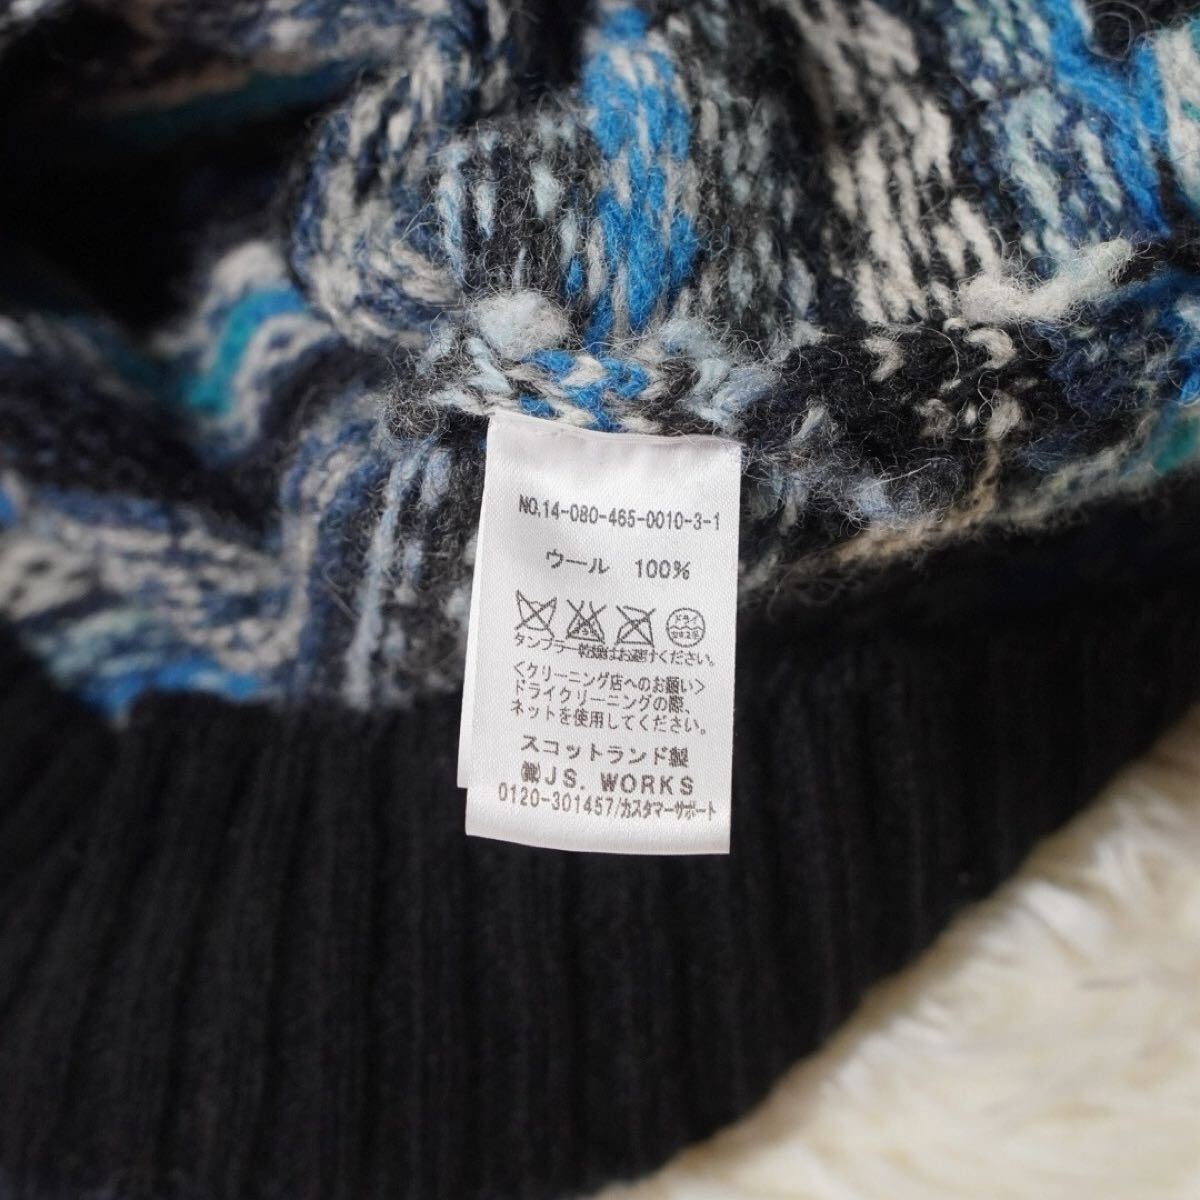 NO.14-080-465-0010-3-1
ウール 100%
ドライ
タンブラー乾燥はお避けください。
<クリーニング店へのお願い>
ドライクリーニングの際、
ネットを使用してください。
スコットランド製
㈱JS. WORKS
0120-301457/カスタマーサポート